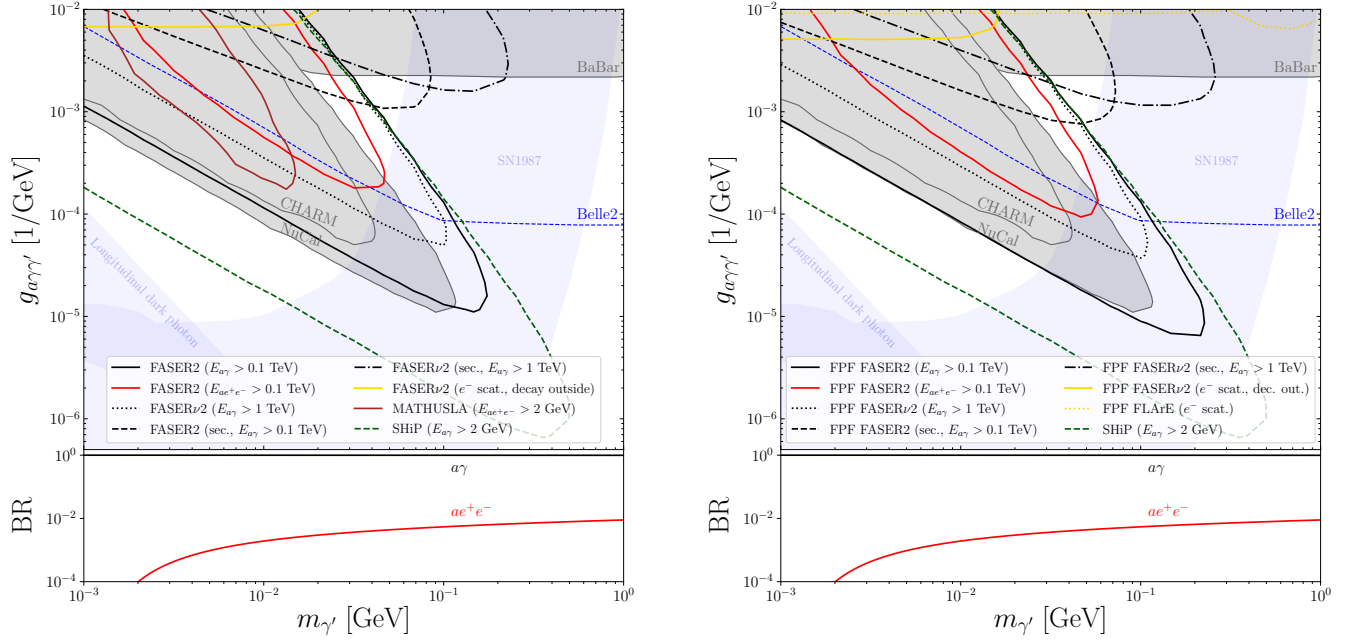 10⁻²
10⁻³
10⁻⁴
10⁻⁵
10⁻⁶
g_{aγγ′} [1/GeV]
BaBar
SN1987
Belle2
CHARM
NuCal
Longitudinal dark photon
FASER2 (E_{aγ} > 0.1 TeV)
FASER2 (E_{ae⁺e⁻} > 0.1 TeV)
FASERν2 (E_{aγ} > 1 TeV)
FASER2 (sec., E_{aγ} > 0.1 TeV)
FASERν2 (sec., E_{aγ} > 1 TeV)
FASERν2 (e⁻ scat., decay outside)
MATHUSLA (E_{ae⁺e⁻} > 2 GeV)
SHiP (E_{aγ} > 2 GeV)
10⁰
10⁻²
10⁻⁴
BR
aγ
ae⁺e⁻
10⁻³
10⁻²
10⁻¹
10⁰
m_{γ′} [GeV]
10⁻²
10⁻³
10⁻⁴
10⁻⁵
10⁻⁶
g_{aγγ′} [1/GeV]
BaBar
SN1987
Belle2
CHARM
NuCal
Longitudinal dark photon
FPF FASER2 (E_{aγ} > 0.1 TeV)
FPF FASER2 (E_{ae⁺e⁻} > 0.1 TeV)
FPF FASERν2 (E_{aγ} > 1 TeV)
FPF FASER2 (sec., E_{aγ} > 0.1 TeV)
FPF FASERν2 (sec., E_{aγ} > 1 TeV)
FPF FASERν2 (e⁻ scat., dec. out.)
FPF FLArE (e⁻ scat.)
SHiP (E_{aγ} > 2 GeV)
10⁰
10⁻²
10⁻⁴
BR
aγ
ae⁺e⁻
10⁻³
10⁻²
10⁻¹
10⁰
m_{γ′} [GeV]